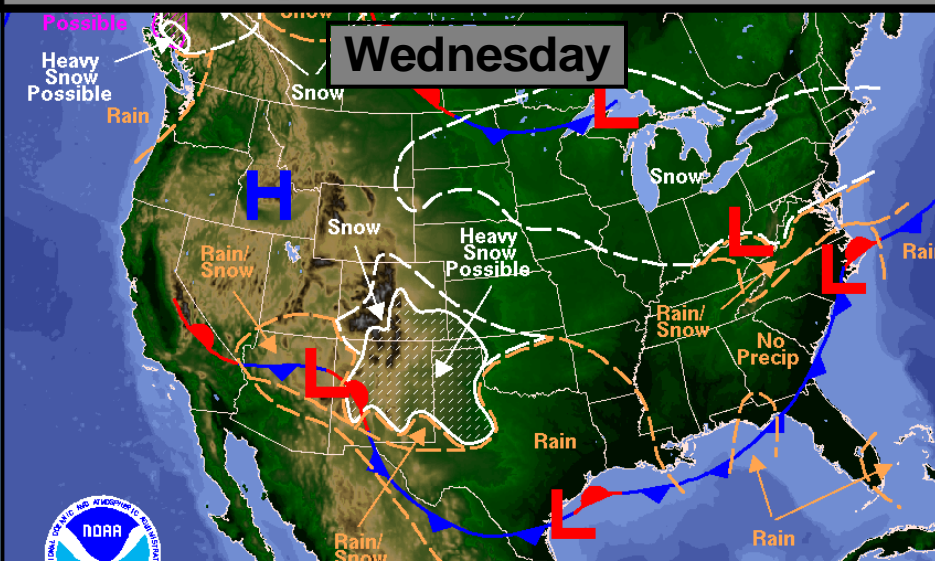 Possible
Snow
Wednesday
Heavy
Snow
Possible
Snow
Rain
L
H
Snow
Snow
Heavy
Snow
Possible
Rain/
Snow
L
Rain
L
Rain/
Snow
No
Precip
L
Rain
L
Rain
Rain/
Snow
NOAA